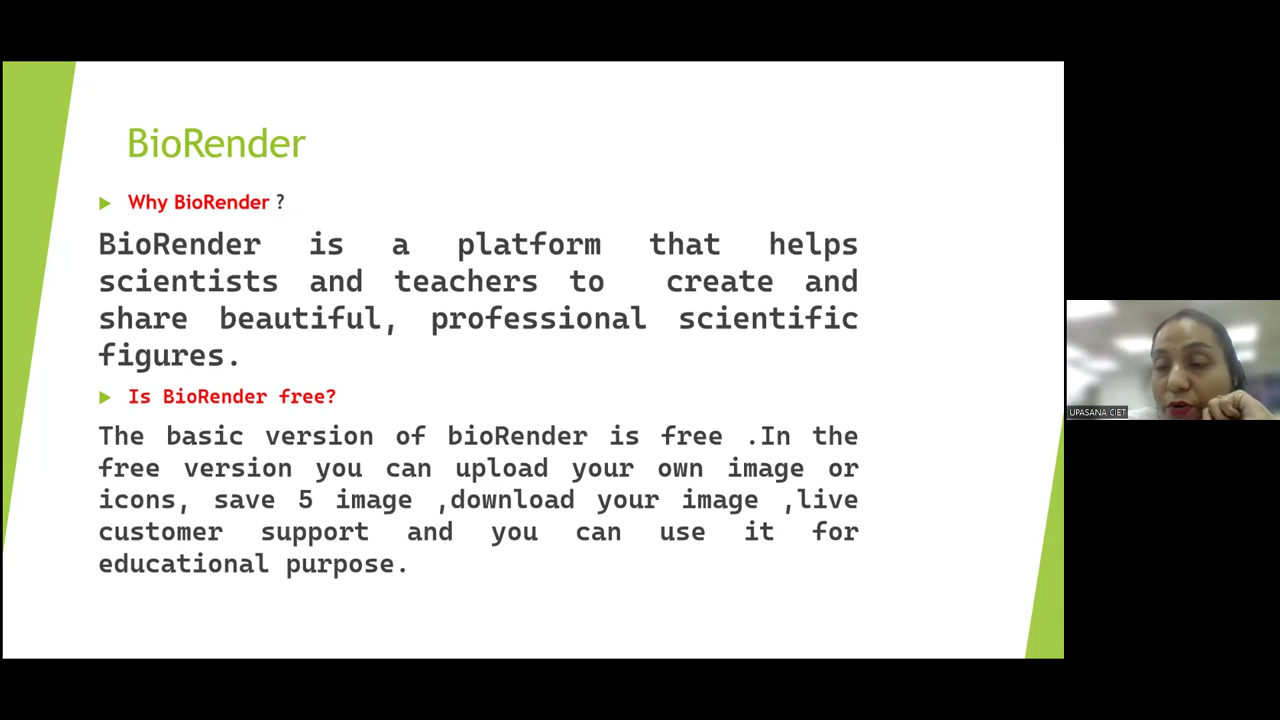 BioRender
Why BioRender ?
BioRender is a platform that helps
scientists and teachers to create and
share beautiful, professional scientific
figures.
Is BioRender free?
The basic version of bioRender is free .In the
free version you can upload your own image or
icons, save 5 image ,download your image ,live
customer support and you can use it for
educational purpose.
UPASANA CIET